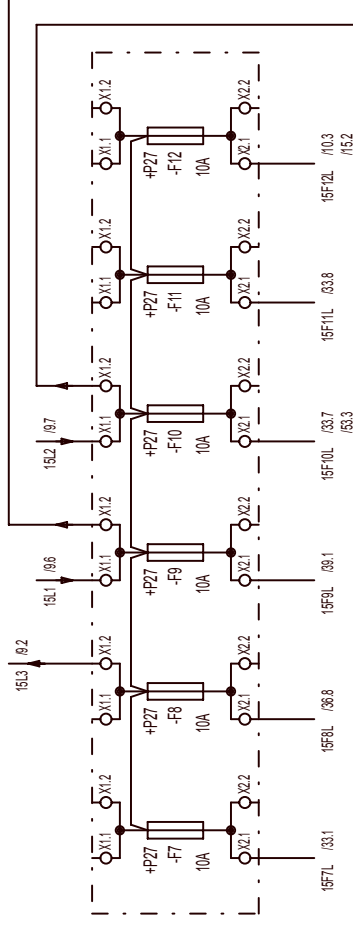 15L3 /9.2
15L1 /9.6
15L2 /9.7
X1.1 X1.2
+P27
-F7
10A
X2.1 X2.2
15F7L /33.1
X1.1 X1.2
+P27
-F8
10A
X2.1 X2.2
15F8L /36.8
X1.1 X1.2
+P27
-F9
10A
X2.1 X2.2
15F9L /39.1
X1.1 X1.2
+P27
-F10
10A
X2.1 X2.2
15F10L /33.7
/53.3
X1.1 X1.2
+P27
-F11
10A
X2.1 X2.2
15F11L /33.8
X1.1 X1.2
+P27
-F12
10A
X2.1 X2.2
15F12L /10.3
/15.2